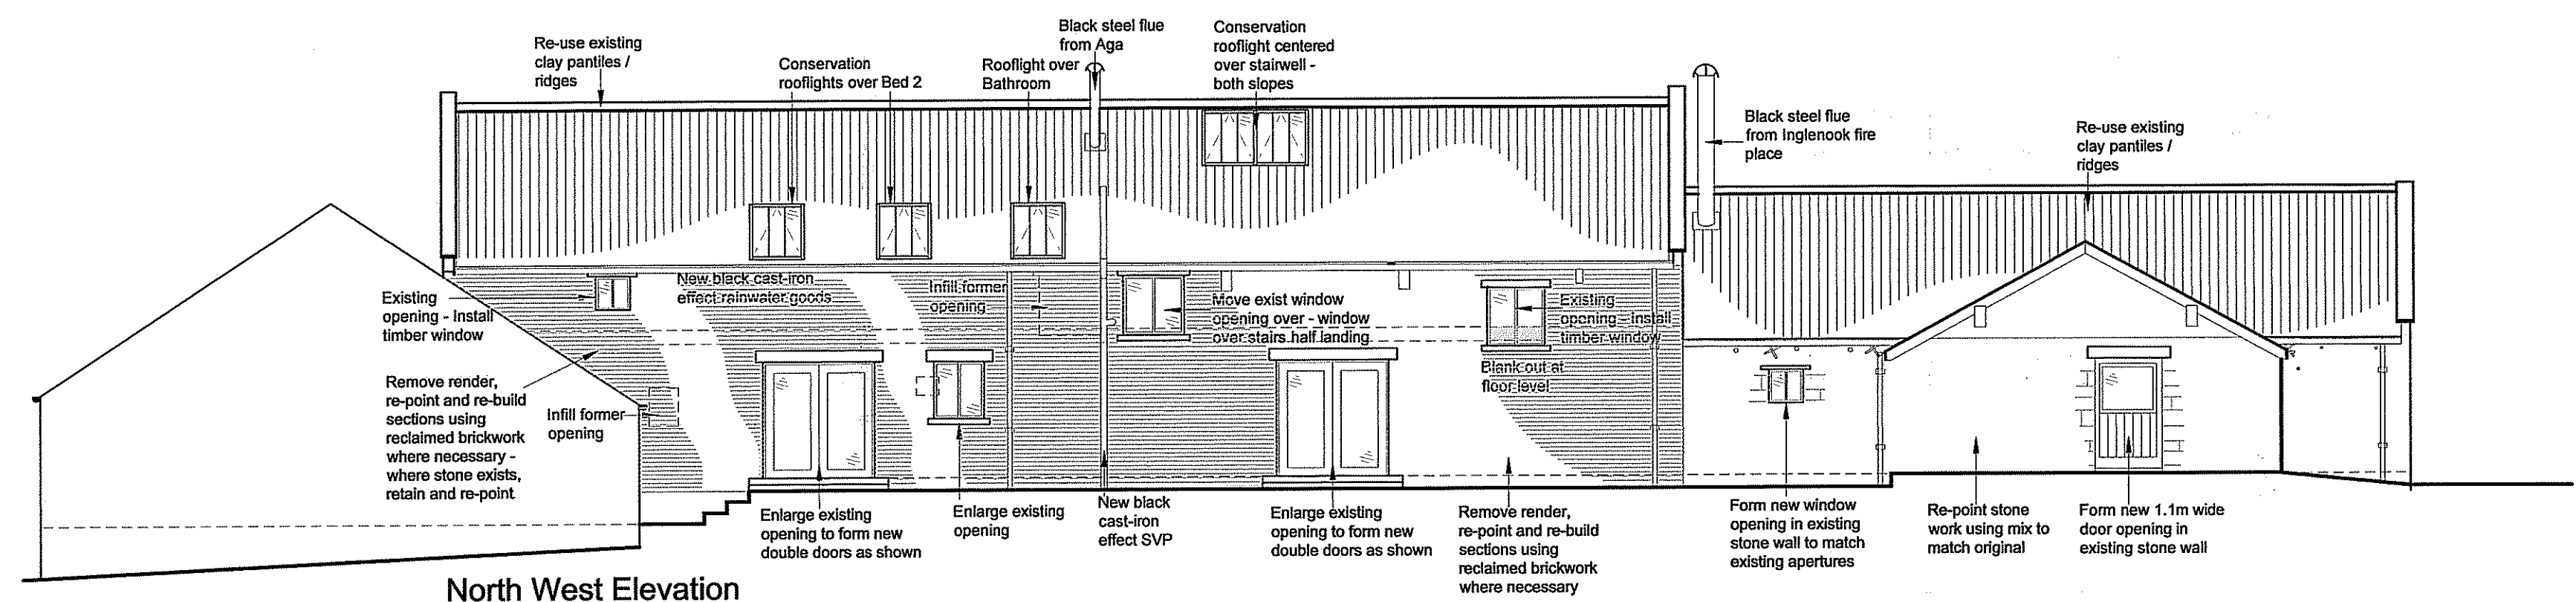 Re-use existing
clay pantiles /
ridges
Conservation
rooflights over Bed 2
Black steel flue
from Aga
Rooflight over
Bathroom
Conservation
rooflight centered
over stairwell -
both slopes
Black steel flue
from Inglenook fire
place
Re-use existing
clay pantiles /
ridges
Existing
opening - Install
timber window
New black cast-iron
effect rainwater goods
Infill former
opening
Move exist window
opening over - window
over stairs half landing
Existing
opening - install
timber window
Blank out at
floor level
Remove render,
re-point and re-build
sections using
reclaimed brickwork
where necessary -
where stone exists,
retain and re-point
Infill former
opening
Enlarge existing
opening to form new
double doors as shown
Enlarge existing
opening
New black
cast-iron
effect SVP
Enlarge existing
opening to form new
double doors as shown
Remove render,
re-point and re-build
sections using
reclaimed brickwork
where necessary
Form new window
opening in existing
stone wall to match
existing apertures
Re-point stone
work using mix to
match original
Form new 1.1m wide
door opening in
existing stone wall
North West Elevation